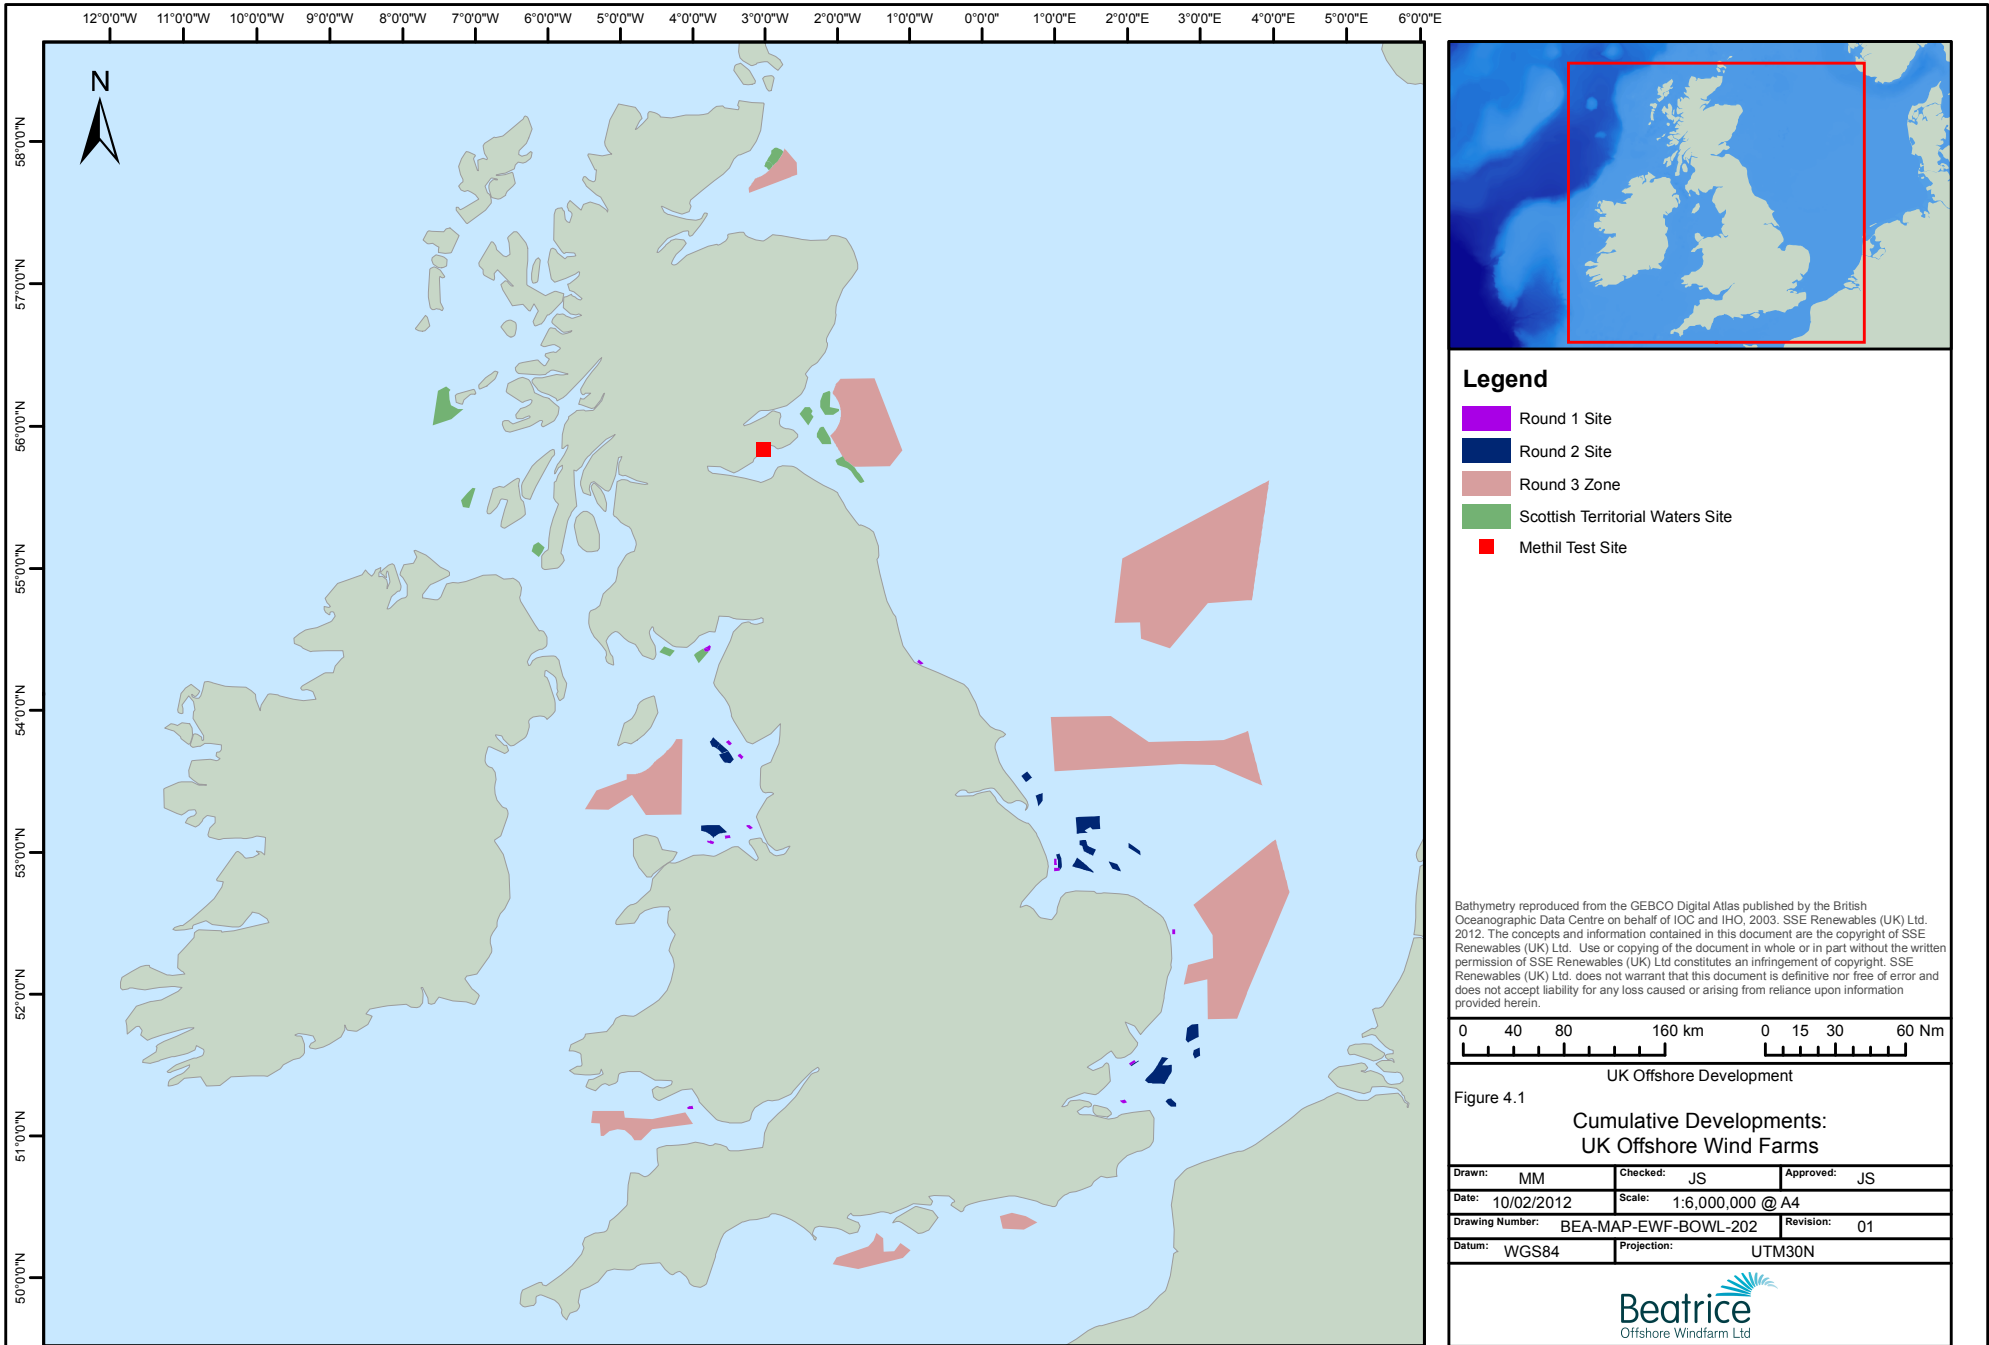 12°0'0"W 11°0'0"W 10°0'0"W 9°0'0"W 8°0'0"W 7°0'0"W 6°0'0"W 5°0'0"W 4°0'0"W 3°0'0"W 2°0'0"W 1°0'0"W 0°0'0" 1°0'0"E 2°0'0"E 3°0'0"E 4°0'0"E 5°0'0"E 6°0'0"E
N
58°0'0"N
57°0'0"N
56°0'0"N
55°0'0"N
54°0'0"N
53°0'0"N
52°0'0"N
51°0'0"N
50°0'0"N
Legend
Round 1 Site
Round 2 Site
Round 3 Zone
Scottish Territorial Waters Site
Methil Test Site
Bathymetry reproduced from the GEBCO Digital Atlas published by the British
Oceanographic Data Centre on behalf of IOC and IHO, 2003. SSE Renewables (UK) Ltd.
2012. The concepts and information contained in this document are the copyright of SSE
Renewables (UK) Ltd. Use or copying of the document in whole or in part without the written
permission of SSE Renewables (UK) Ltd constitutes an infringement of copyright. SSE
Renewables (UK) Ltd. does not warrant that this document is definitive nor free of error and
does not accept liability for any loss caused or arising from reliance upon information
provided herein.
0 40 80 160 km 0 15 30 60 Nm
UK Offshore Development
Figure 4.1
Cumulative Developments:
UK Offshore Wind Farms
Drawn: MM Checked: JS Approved: JS
Date: 10/02/2012 Scale: 1:6,000,000 @ A4
Drawing Number: BEA-MAP-EWF-BOWL-202 Revision: 01
Datum: WGS84 Projection: UTM30N
Beatrice
Offshore Windfarm Ltd